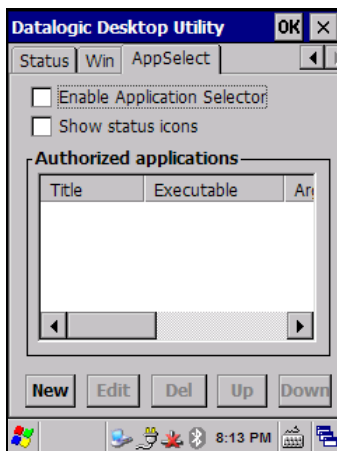 Datalogic Desktop Utility OK ×
Status Win AppSelect
Enable Application Selector
Show status icons
Authorized applications
Title Executable
New Edit Del Up Down
8:13 PM